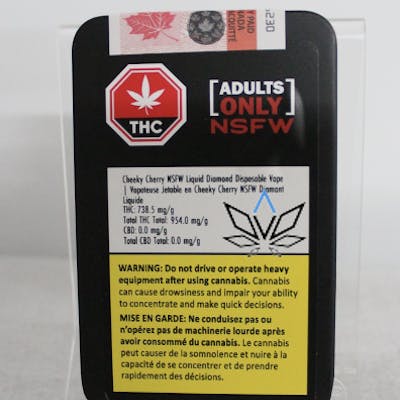 PAID
ADA
ACQUITTÉ
5230
[ADULTS
ONLY]
NSFW
THC
Cheeky Cherry NSFW Liquid Diamond Disposable Vape
| Vapoteuse Jetable en Cheeky Cherry NSFW Diamant
Liquide
THC: 738.5 mg/g
Total THC Total: 954.0 mg/g
CBD: 0.0 mg/g
Total CBD Total: 0.0 mg/g
WARNING: Do not drive or operate heavy
equipment after using cannabis. Cannabis
can cause drowsiness and impair your ability
to concentrate and make quick decisions.
MISE EN GARDE: Ne conduisez pas ou
n'opérez pas de machinerie lourde après
avoir consommé du cannabis. Le cannabis
peut causer de la somnolence et nuire à la
capacité de se concentrer et de prendre
rapidement des décisions.